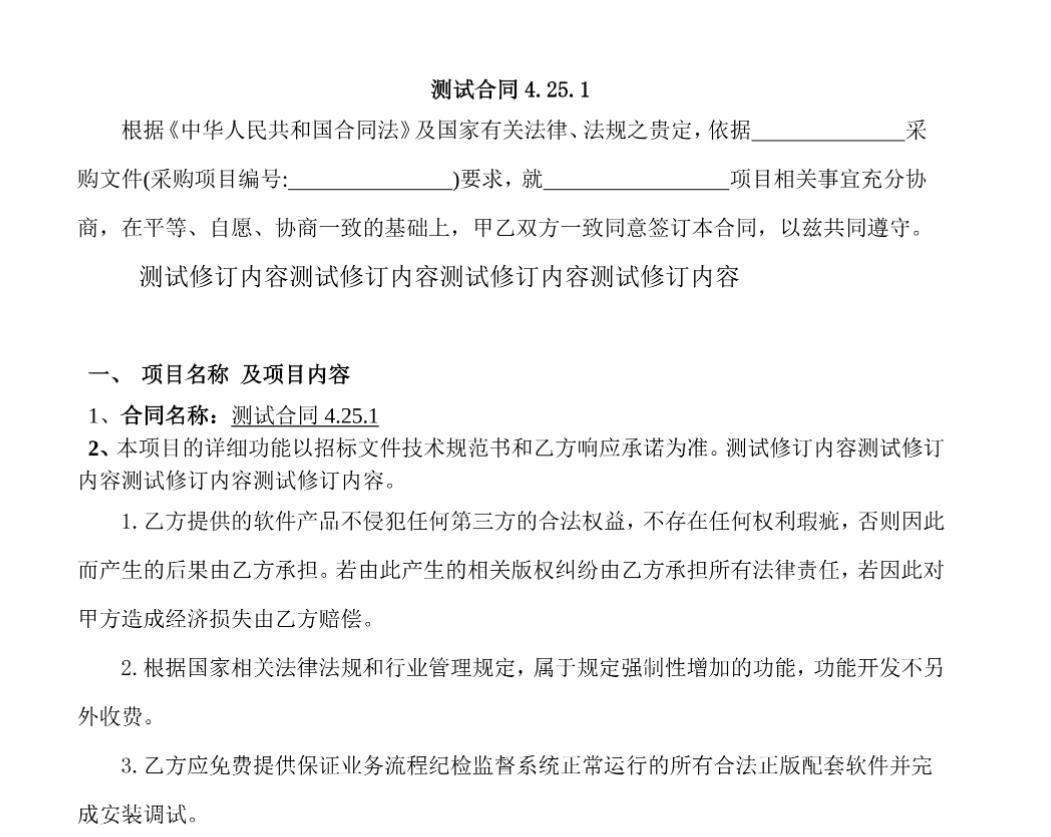 测试合同 4.25.1
根据《中华人民共和国合同法》及国家有关法律、法规之贵定，依据______________采
购文件(采购项目编号:_______________)要求，就_________________项目相关事宜充分协
商，在平等、自愿、协商一致的基础上，甲乙双方一致同意签订本合同，以兹共同遵守。
测试修订内容测试修订内容测试修订内容测试修订内容
一、 项目名称 及项目内容
1、合同名称：测试合同 4.25.1
2、本项目的详细功能以招标文件技术规范书和乙方响应承诺为准。测试修订内容测试修订
内容测试修订内容测试修订内容。
1.乙方提供的软件产品不侵犯任何第三方的合法权益，不存在任何权利瑕疵，否则因此
而产生的后果由乙方承担。若由此产生的相关版权纠纷由乙方承担所有法律责任，若因此对
甲方造成经济损失由乙方赔偿。
2.根据国家相关法律法规和行业管理规定，属于规定强制性增加的功能，功能开发不另
外收费。
3.乙方应免费提供保证业务流程纪检监督系统正常运行的所有合法正版配套软件并完
成安装调试。